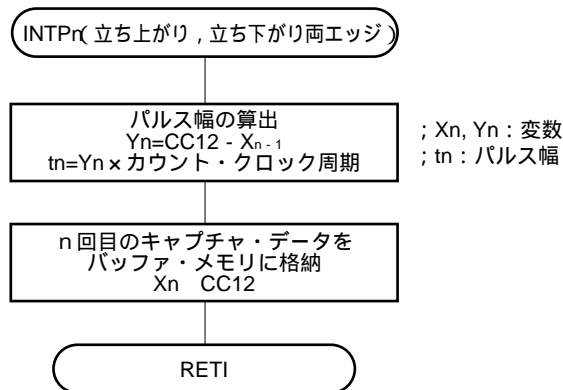 INTPn( 立ち上がり , 立ち下がり両エッジ )
パルス幅の算出
Yn=CC12 - Xn - 1
tn=Yn × カウント・クロック周期
; Xn, Yn : 変数
; tn : パルス幅
n 回目のキャプチャ・データを
バッファ・メモリに格納
Xn CC12
RETI